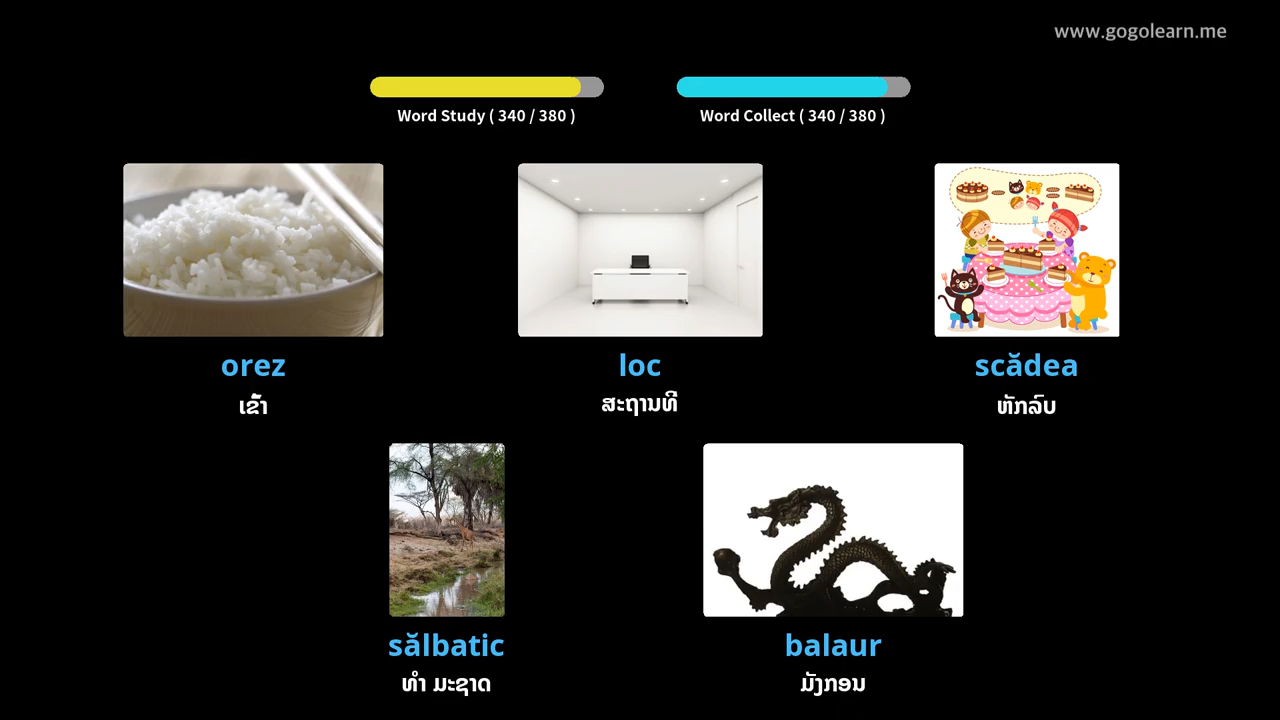 www.gogolearn.me
Word Study ( 340 / 380 )
Word Collect ( 340 / 380 )
orez
ເຂົ້າ
loc
ສະຖານທີ
scădea
ຫັກລົບ
sălbatic
ທຳ ມະຊາດ
balaur
ມັງກອນ